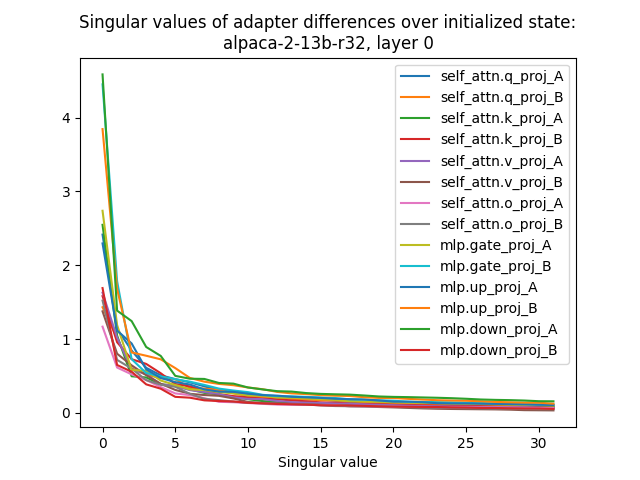 Singular values of adapter differences over initialized state:
alpaca-2-13b-r32, layer 0
4
3
2
1
0
0 5 10 15 20 25 30
Singular value
self_attn.q_proj_A
self_attn.q_proj_B
self_attn.k_proj_A
self_attn.k_proj_B
self_attn.v_proj_A
self_attn.v_proj_B
self_attn.o_proj_A
self_attn.o_proj_B
mlp.gate_proj_A
mlp.gate_proj_B
mlp.up_proj_A
mlp.up_proj_B
mlp.down_proj_A
mlp.down_proj_B